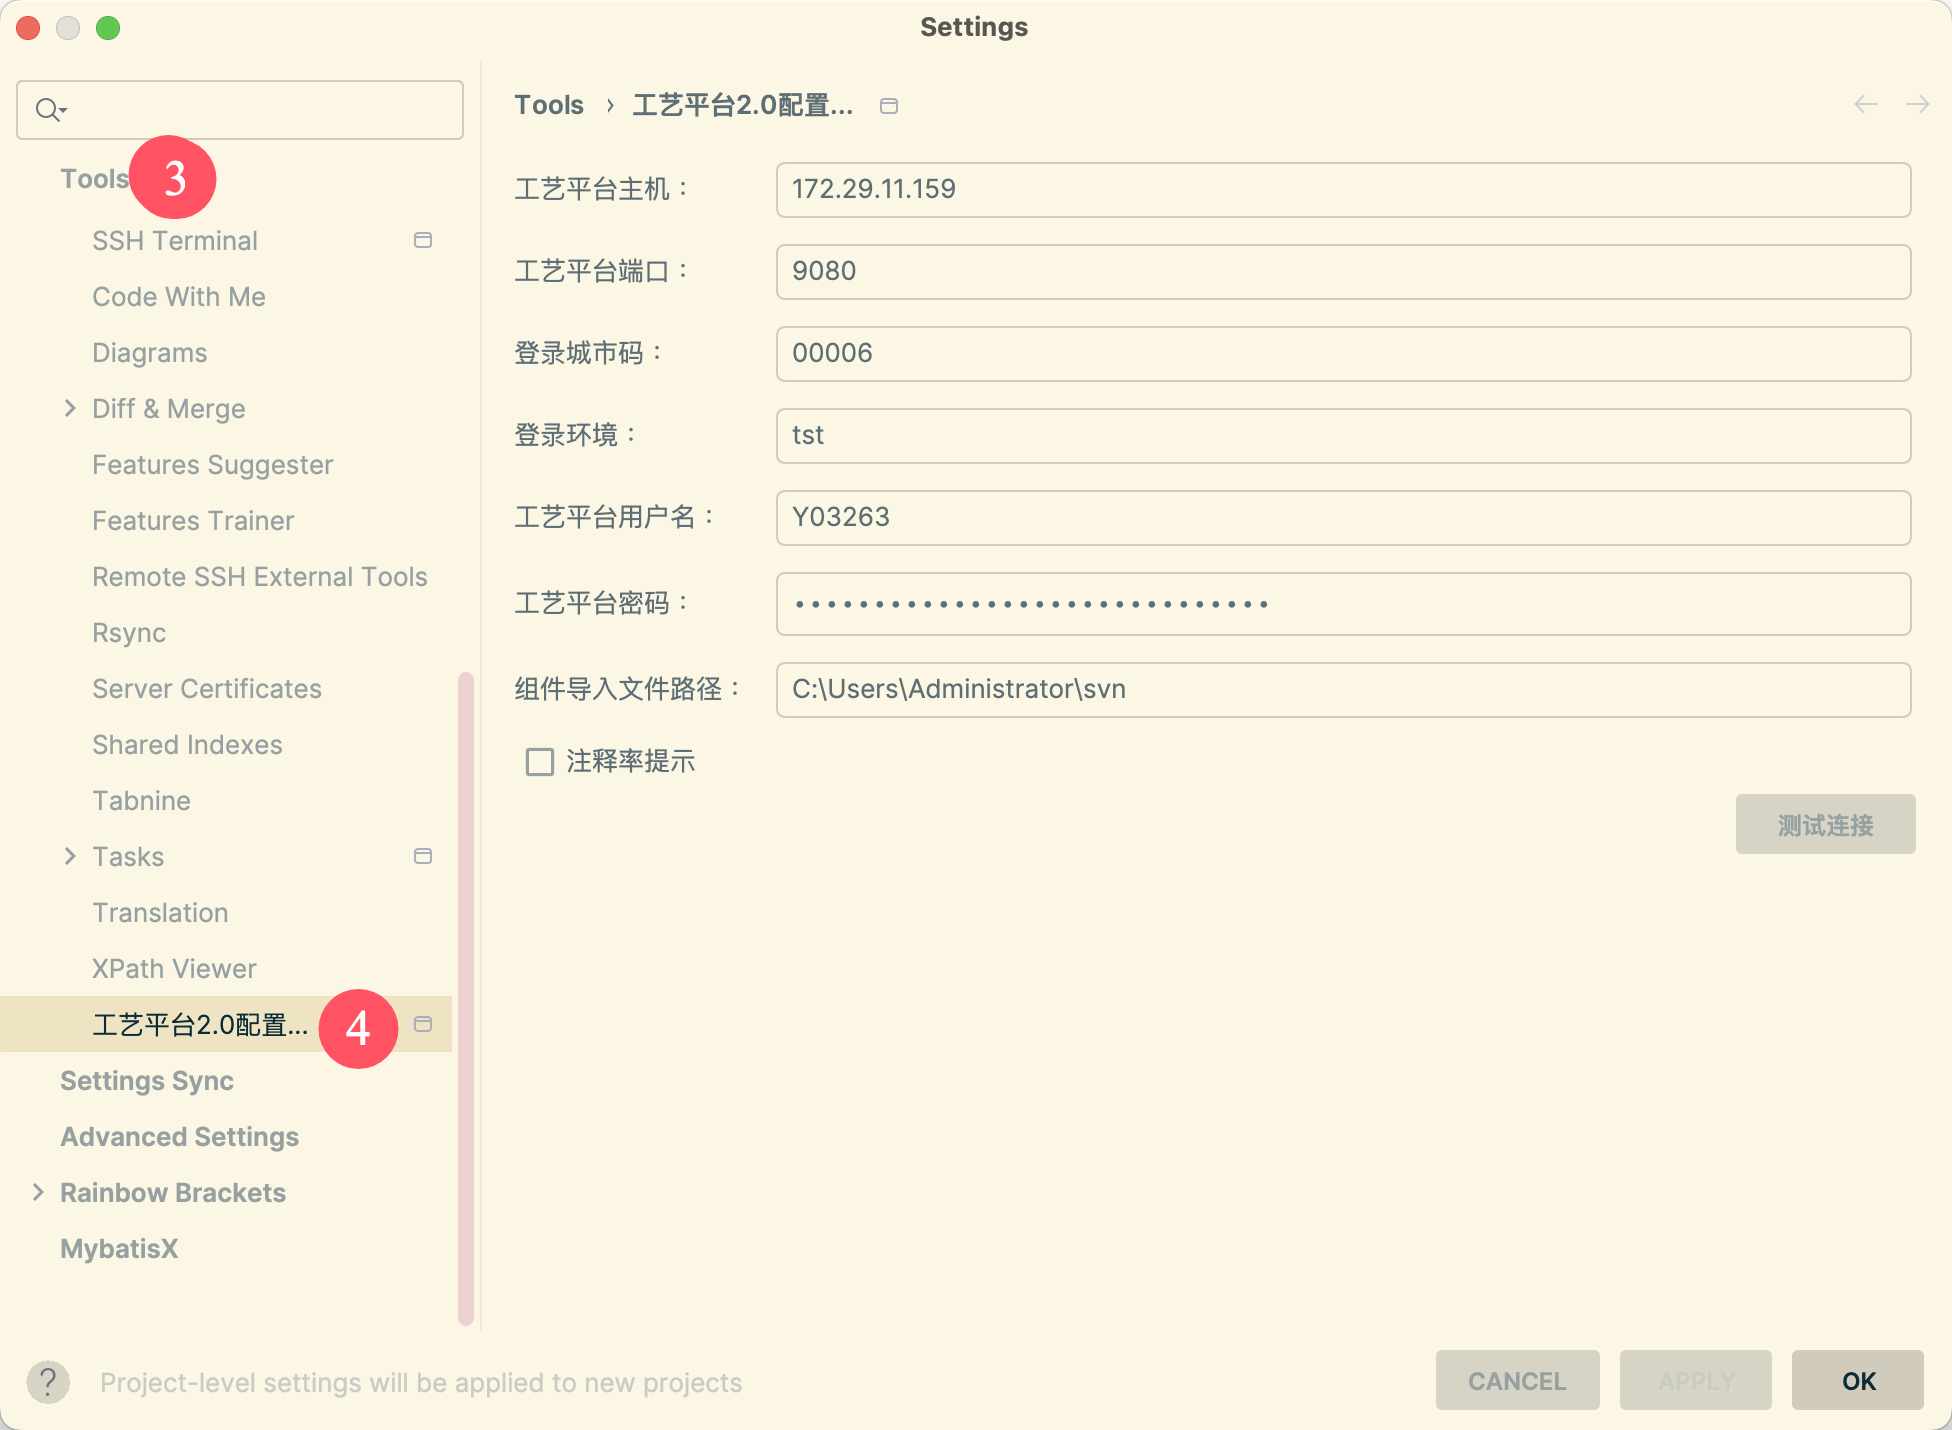 Settings
Tools
3
SSH Terminal
Code With Me
Diagrams
Diff & Merge
Features Suggester
Features Trainer
Remote SSH External Tools
Rsync
Server Certificates
Shared Indexes
Tabnine
Tasks
Translation
XPath Viewer
工艺平台2.0配置...
4
Settings Sync
Advanced Settings
Rainbow Brackets
MybatisX
Tools › 工艺平台2.0配置...
工艺平台主机： 172.29.11.159
工艺平台端口： 9080
登录城市码： 00006
登录环境： tst
工艺平台用户名： Y03263
工艺平台密码： ••••••••••••••••••••••••••••••
组件导入文件路径： C:\Users\Administrator\svn
注释率提示
测试连接
? Project-level settings will be applied to new projects
CANCEL APPLY OK